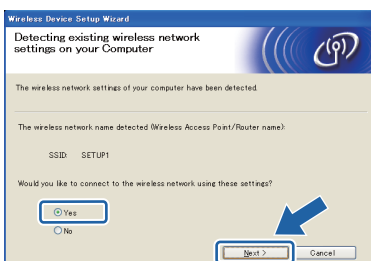 Wireless Device Setup Wizard
Detecting existing wireless network
settings on your Computer
The wireless network settings of your computer have been detected.
The wireless network name detected (Wireless Access Point/Router name):
SSID: SETUP1
Would you like to connect to the wireless network using these settings?
Yes
No
Next > Cancel